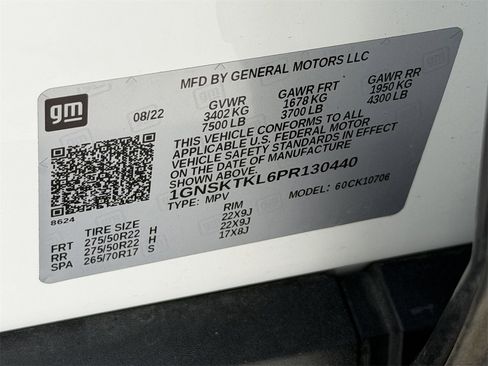 MFD BY GENERAL MOTORS LLC
gm
08/22
GVWR GAWR FRT GAWR RR
3402 KG 1678 KG 1950 KG
7500 LB 3700 LB 4300 LB
THIS VEHICLE CONFORMS TO ALL
APPLICABLE U.S. FEDERAL MOTOR
VEHICLE SAFETY STANDARDS IN EFFECT
ON THE DATE OF MANUFACTURE SHOWN ABOVE.
1GNSKTKL6PR130440
TYPE: MPV MODEL: 60CK10706
8624
TIRE SIZE RIM
FRT 275/50R22 H 22X9J
RR 275/50R22 H 22X9J
SPA 265/70R17 S 17X8J